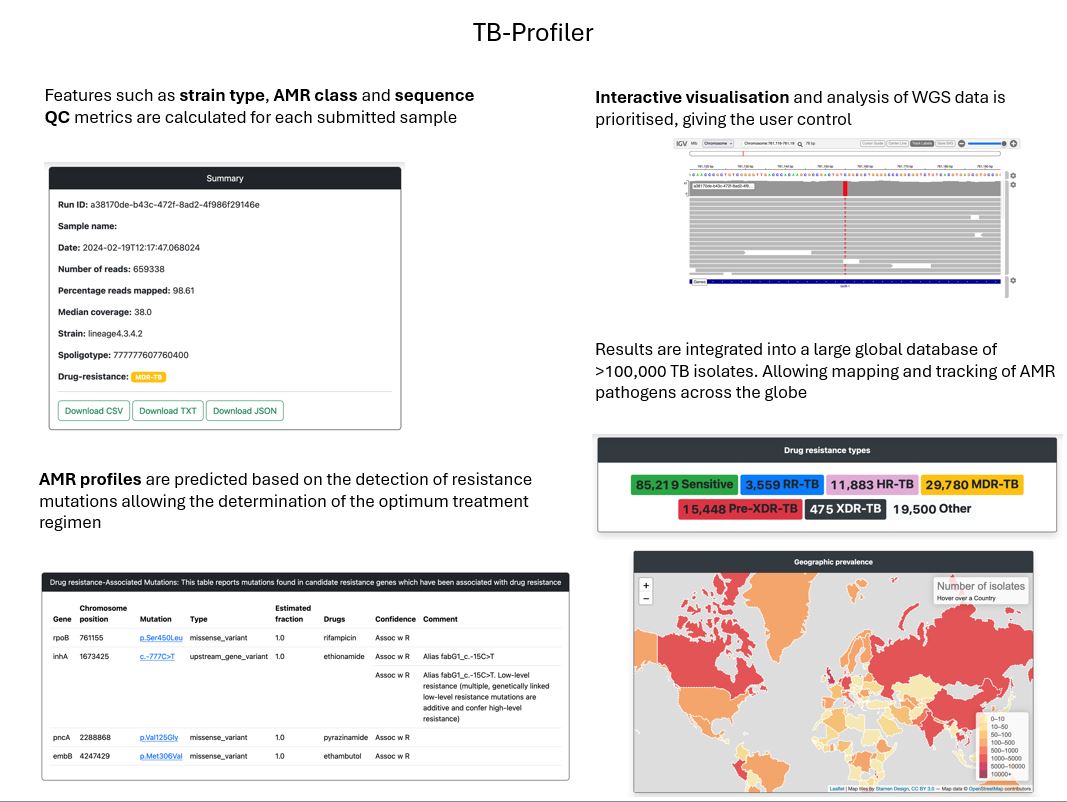 TB-Profiler
Features such as strain type, AMR class and sequence
QC metrics are calculated for each submitted sample
Summary
Run ID: a38170de-b43c-472f-8ad2-4f986f29146e
Sample name:
Date: 2024-02-19T12:17:47.068024
Number of reads: 659338
Percentage reads mapped: 98.61
Median coverage: 38.0
Strain: lineage4.3.4.2
Spoligotype: 777777607760400
Drug-resistance: MDR-TB
Download CSV Download TXT Download JSON
AMR profiles are predicted based on the detection of resistance
mutations allowing the determination of the optimum treatment
regimen
Drug resistance-Associated Mutations: This table reports mutations found in candidate resistance genes which have been associated with drug resistance
Gene Chromosome position Mutation Type Estimated fraction Drugs Confidence Comment
rpoB 761155 p.Ser450Leu missense_variant 1.0 rifampicin Assoc w R
inhA 1673425 c.-777C>T upstream_gene_variant 1.0 ethionamide Assoc w R Alias fabG1_c.-15C>T
Assoc w R Alias fabG1_c.-15C>T. Low-level
resistance (multiple, genetically linked
low-level resistance mutations are
additive and confer high-level
resistance)
pncA 2288868 p.Val125Gly missense_variant 1.0 pyrazinamide Assoc w R
embB 4247429 p.Met306Val missense_variant 1.0 ethambutol Assoc w R
Interactive visualisation and analysis of WGS data is
prioritised, giving the user control
IGV Chromosome
Cursor Guide Center Line Track Labels Save SVG
Genes
Results are integrated into a large global database of
>100,000 TB isolates. Allowing mapping and tracking of AMR
pathogens across the globe
Drug resistance types
85,219 Sensitive 3,559 RR-TB 11,883 HR-TB 29,780 MDR-TB
15,448 Pre-XDR-TB 475 XDR-TB 19,500 Other
Geographic prevalence
+
−
Number of isolates
Hover over a Country
0–10
10–50
50–100
100–500
500–1000
1000–5000
5000–10000
10000+
Leaflet | Map tiles by Stamen Design, CC BY 3.0 — Map data © OpenStreetMap contributors